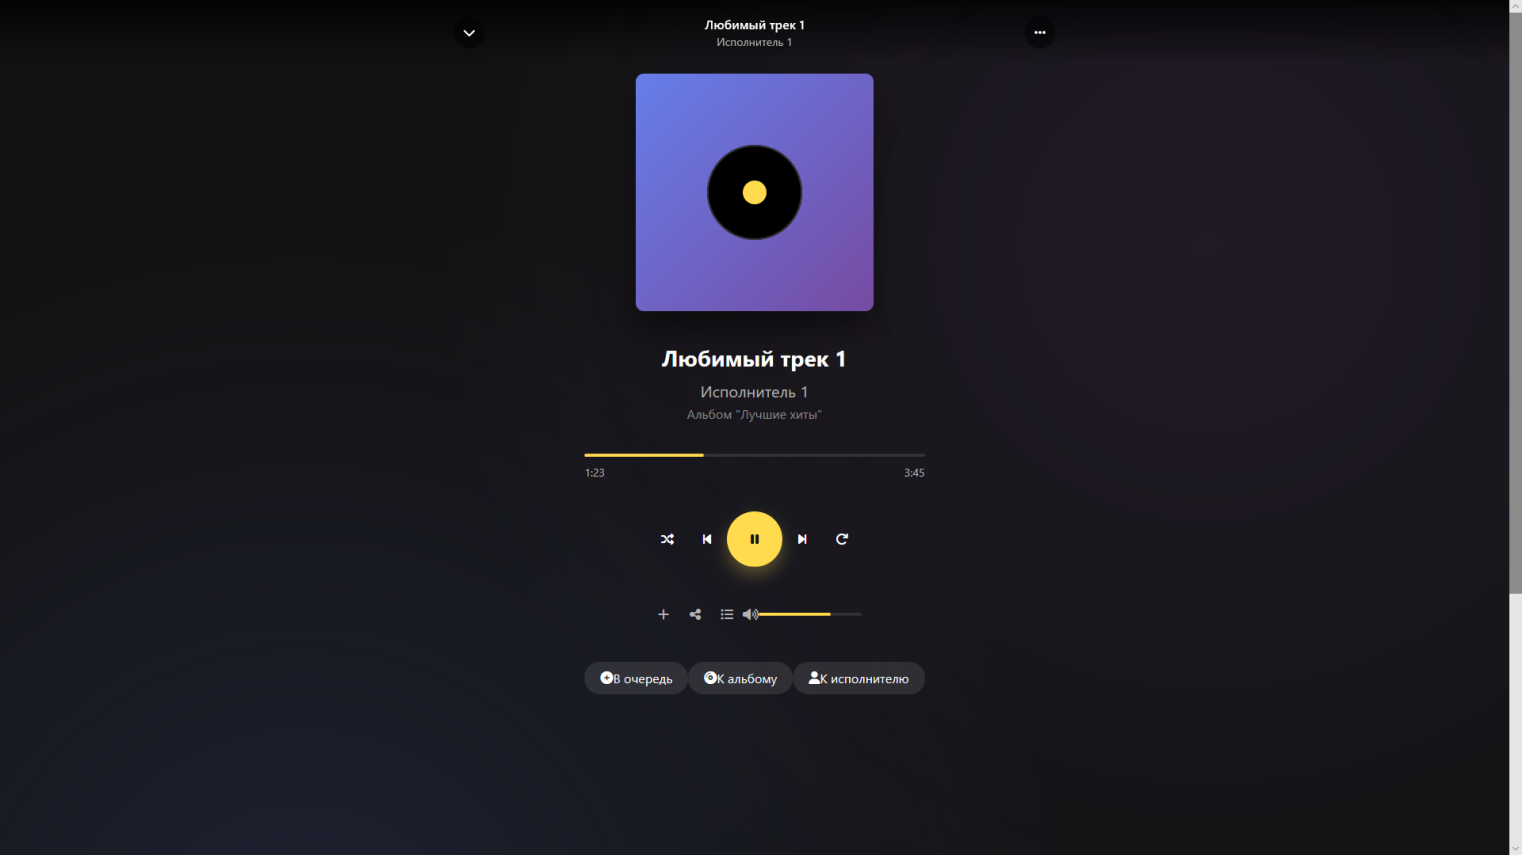 Любимый трек 1
Исполнитель 1
Любимый трек 1
Исполнитель 1
Альбом "Лучшие хиты"
1:23 3:45
В очередь К альбому К исполнителю